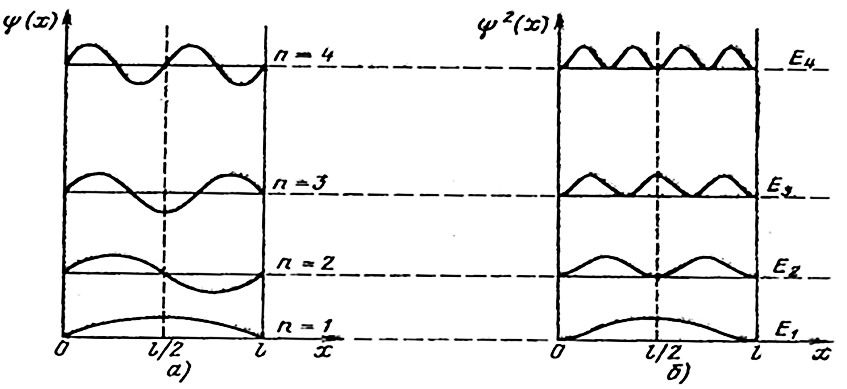 ψ(x)
n = 4
n = 3
n = 2
n = 1
0
l/2
l
x
а)
ψ²(x)
E₄
E₃
E₂
E₁
0
l/2
l
x
б)